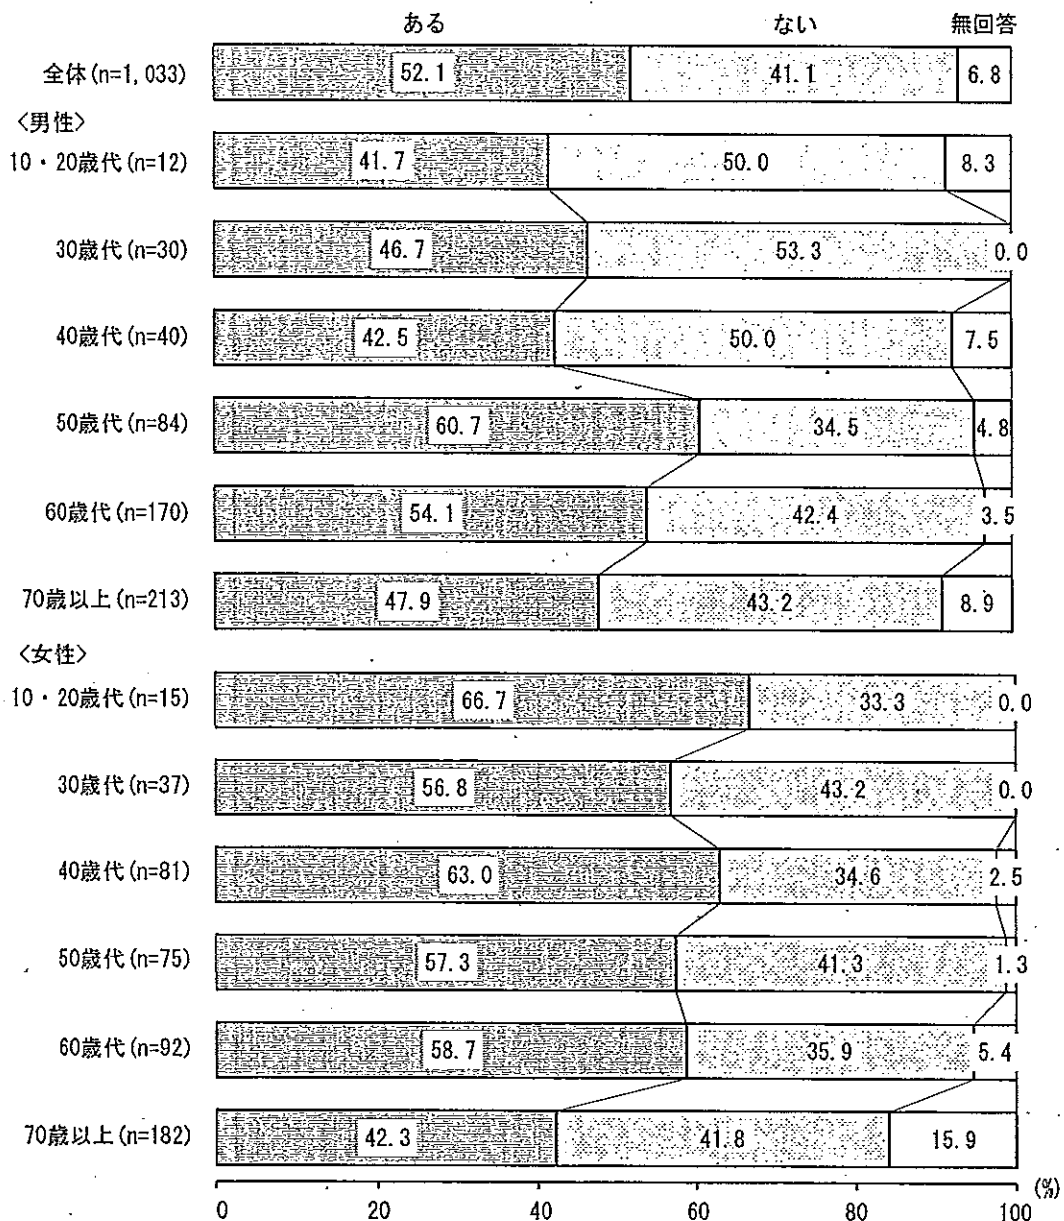 ある ない 無回答
全体(n=1,033) 52.1 41.1 6.8
〈男性〉
10・20歳代(n=12) 41.7 50.0 8.3
30歳代(n=30) 46.7 53.3 0.0
40歳代(n=40) 42.5 50.0 7.5
50歳代(n=84) 60.7 34.5 4.8
60歳代(n=170) 54.1 42.4 3.5
70歳以上(n=213) 47.9 43.2 8.9
〈女性〉
10・20歳代(n=15) 66.7 33.3 0.0
30歳代(n=37) 56.8 43.2 0.0
40歳代(n=81) 63.0 34.6 2.5
50歳代(n=75) 57.3 41.3 1.3
60歳代(n=92) 58.7 35.9 5.4
70歳以上(n=182) 42.3 41.8 15.9
0 20 40 60 80 100 (%)